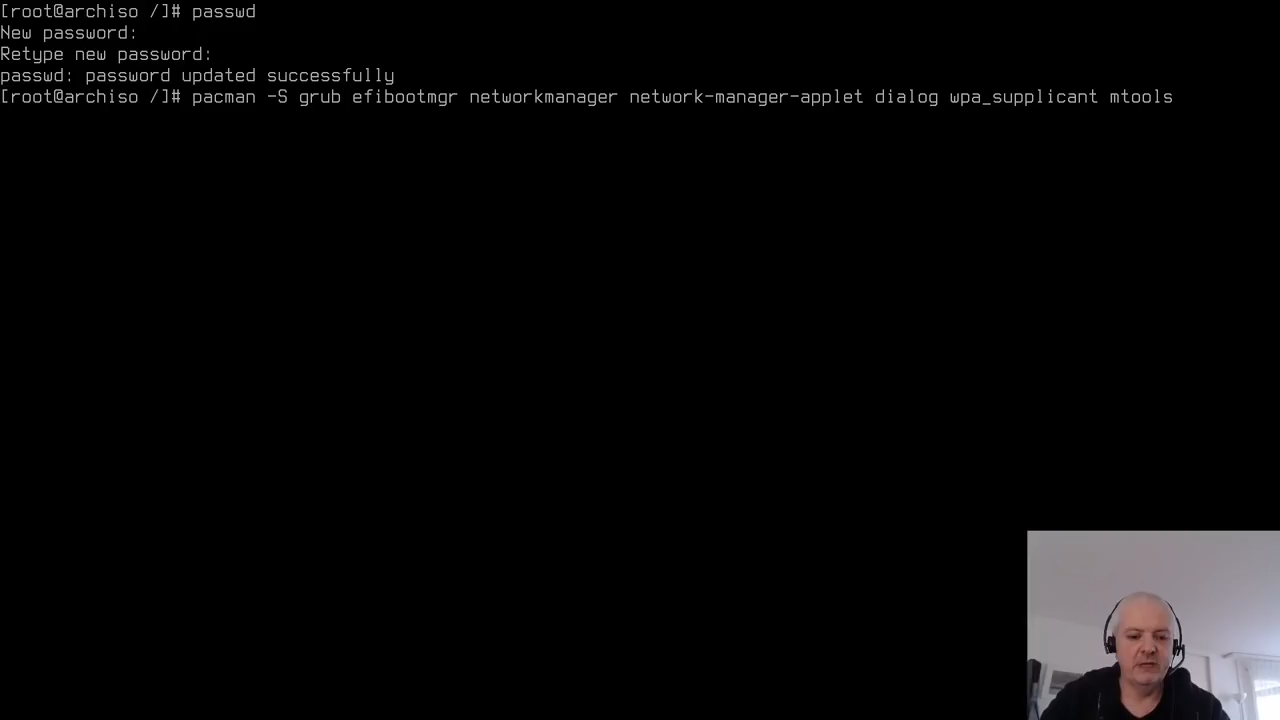 [root@archiso /]# passwd
New password:
Retype new password:
passwd: password updated successfully
[root@archiso /]# pacman -S grub efibootmgr networkmanager network-manager-applet dialog wpa_supplicant mtools